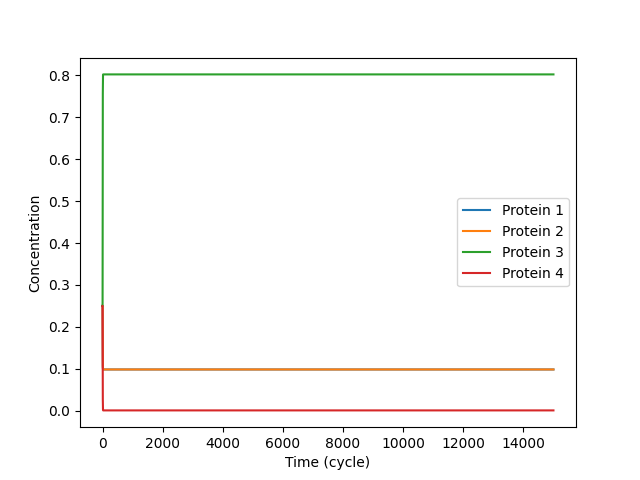 0.8
0.7
0.6
0.5
0.4
0.3
0.2
0.1
0.0
Concentration
Protein 1
Protein 2
Protein 3
Protein 4
0 2000 4000 6000 8000 10000 12000 14000
Time (cycle)